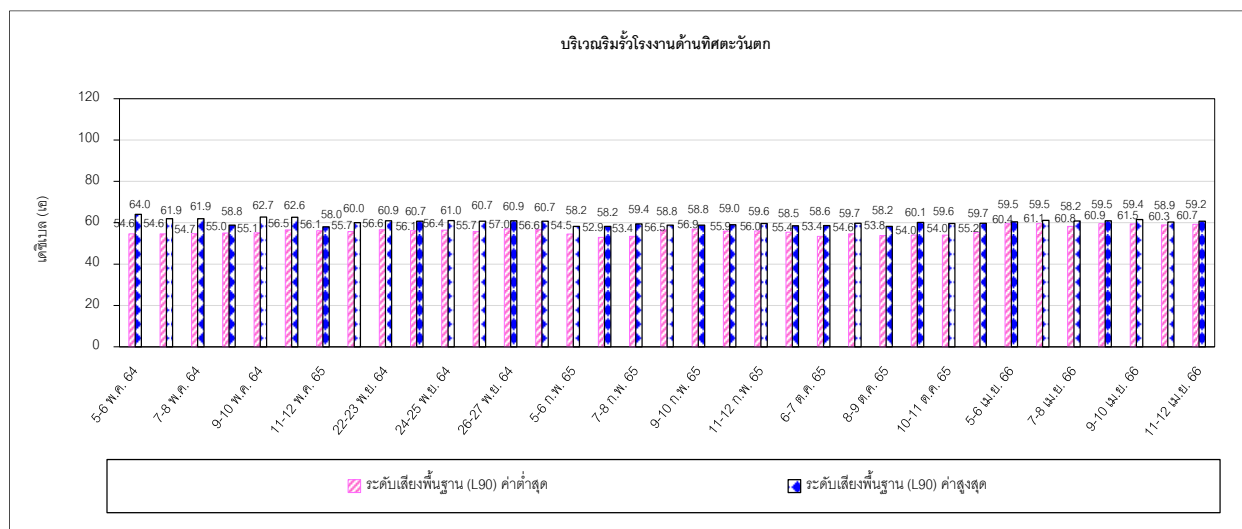 บริเวณริมรั้วโรงงานด้านทิศตะวันตก
เดซิเบล (เอ)
120
100
80
60
40
20
0
64.0 61.9 61.9 58.8 62.7 62.6 58.0 60.0 60.9 60.7 61.0 60.7 60.9 60.7 58.2 58.2 59.4 58.8 58.8 59.0 59.6 58.5 58.6 59.7 58.2 60.1 59.6 59.7 59.5 59.5 58.2 59.5 59.4 58.9 59.2
54.6 54.6 54.7 55.0 55.1 56.5 56.1 55.7 56.6 56.1 56.4 55.7 57.0 56.6 54.5 52.9 53.4 56.5 56.9 55.9 56.0 55.4 53.4 54.6 53.8 54.0 54.0 55.2 60.4 61.1 60.8 60.9 61.5 60.3 60.7
5-6 พ.ค. 64
7-8 พ.ค. 64
9-10 พ.ค. 64
11-12 พ.ค. 65
22-23 พ.ย. 64
24-25 พ.ย. 64
26-27 พ.ย. 64
5-6 ก.พ. 65
7-8 ก.พ. 65
9-10 ก.พ. 65
11-12 ก.พ. 65
6-7 ต.ค. 65
8-9 ต.ค. 65
10-11 ต.ค. 65
5-6 เม.ย. 66
7-8 เม.ย. 66
9-10 เม.ย. 66
11-12 เม.ย. 66
ระดับเสียงพื้นฐาน (L90) ค่าต่ำสุด
ระดับเสียงพื้นฐาน (L90) ค่าสูงสุด